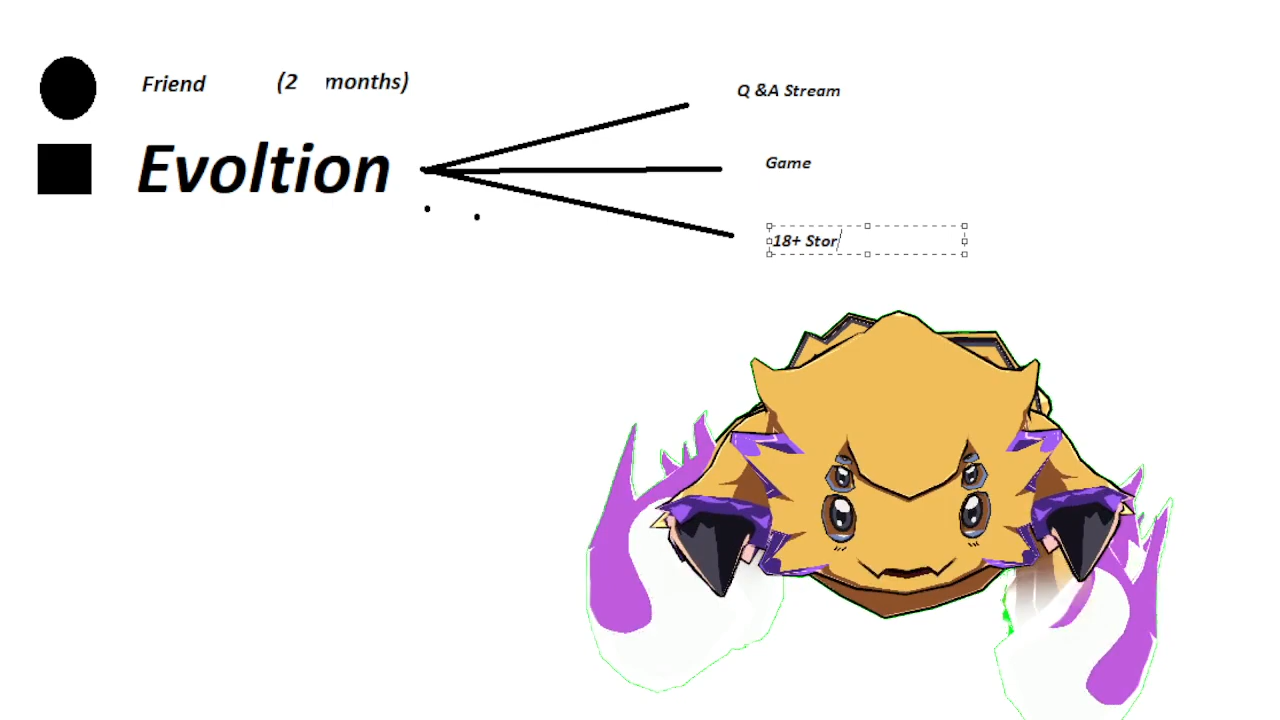 Friend (2 months)
Q &A Stream
Evoltion
Game
18+ Stor